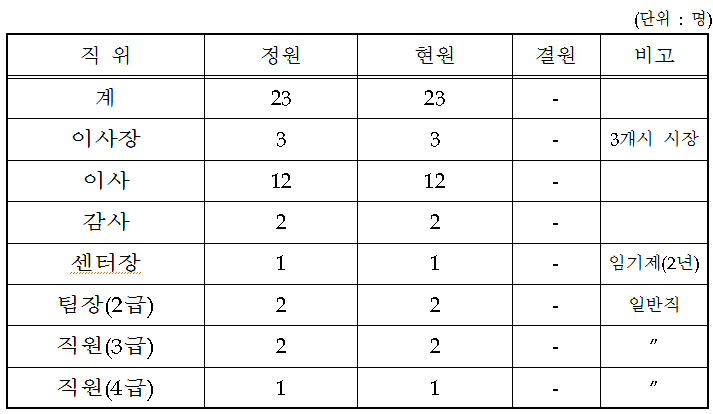 (단위 : 명)
직 위 정원 현원 결원 비고
계 23 23 -
이사장 3 3 - 3개시 시장
이사 12 12 -
감사 2 2 -
센터장 1 1 - 임기제(2년)
팀장(2급) 2 2 - 일반직
직원(3급) 2 2 - 〃
직원(4급) 1 1 - 〃